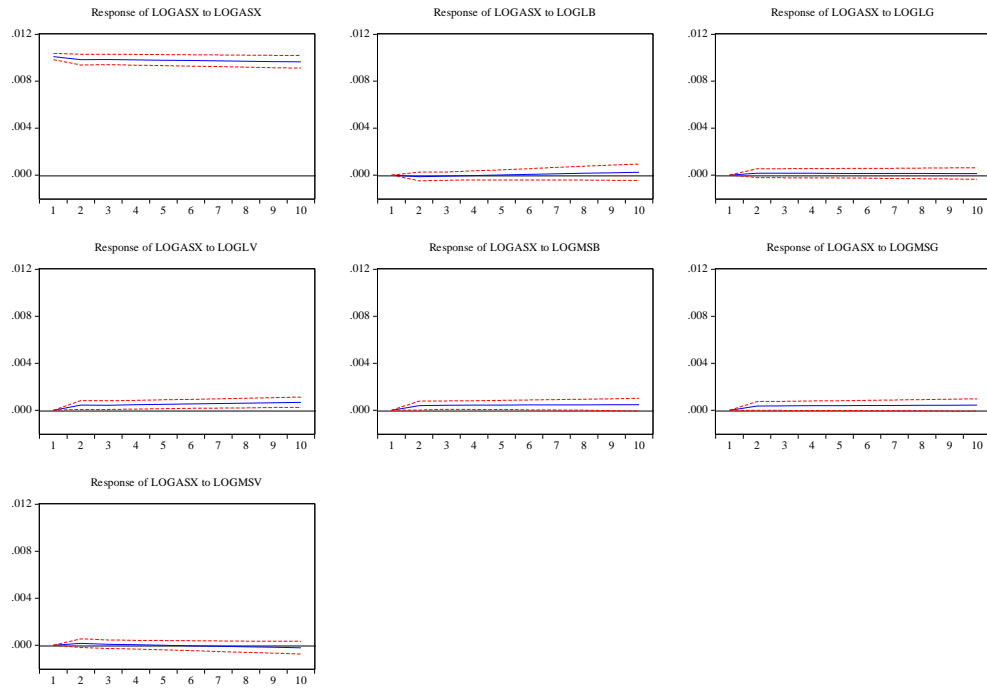 Response of LOGASX to LOGASX
.012
.008
.004
.000
1 2 3 4 5 6 7 8 9 10
Response of LOGASX to LOGLB
.012
.008
.004
.000
1 2 3 4 5 6 7 8 9 10
Response of LOGASX to LOGLG
.012
.008
.004
.000
1 2 3 4 5 6 7 8 9 10
Response of LOGASX to LOGLV
.012
.008
.004
.000
1 2 3 4 5 6 7 8 9 10
Response of LOGASX to LOGMSB
.012
.008
.004
.000
1 2 3 4 5 6 7 8 9 10
Response of LOGASX to LOGMSG
.012
.008
.004
.000
1 2 3 4 5 6 7 8 9 10
Response of LOGASX to LOGMSV
.012
.008
.004
.000
1 2 3 4 5 6 7 8 9 10